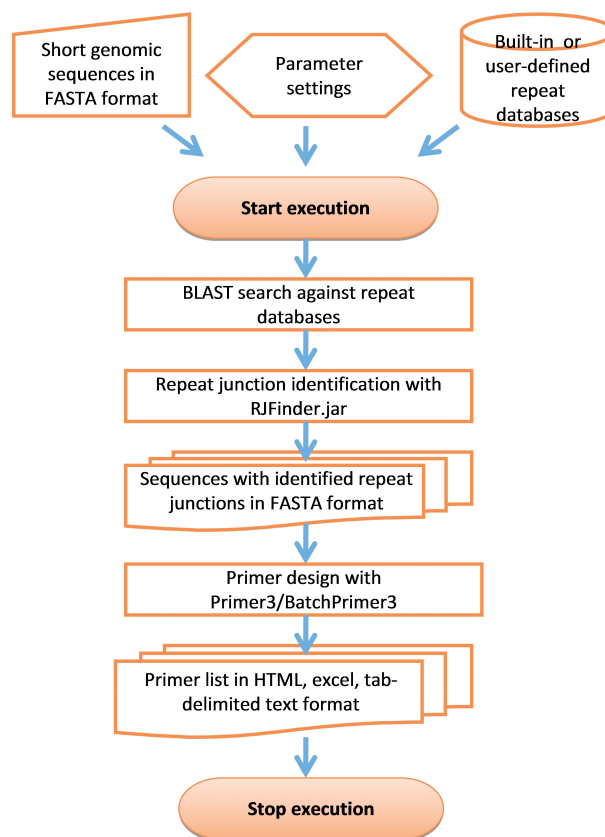 Short genomic
sequences in
FASTA format
Parameter
settings
Built-in or
user-defined
repeat
databases
Start execution
BLAST search against repeat
databases
Repeat junction identification with
RJFinder.jar
Sequences with identified repeat
junctions in FASTA format
Primer design with
Primer3/BatchPrimer3
Primer list in HTML, excel, tab-
delimited text format
Stop execution